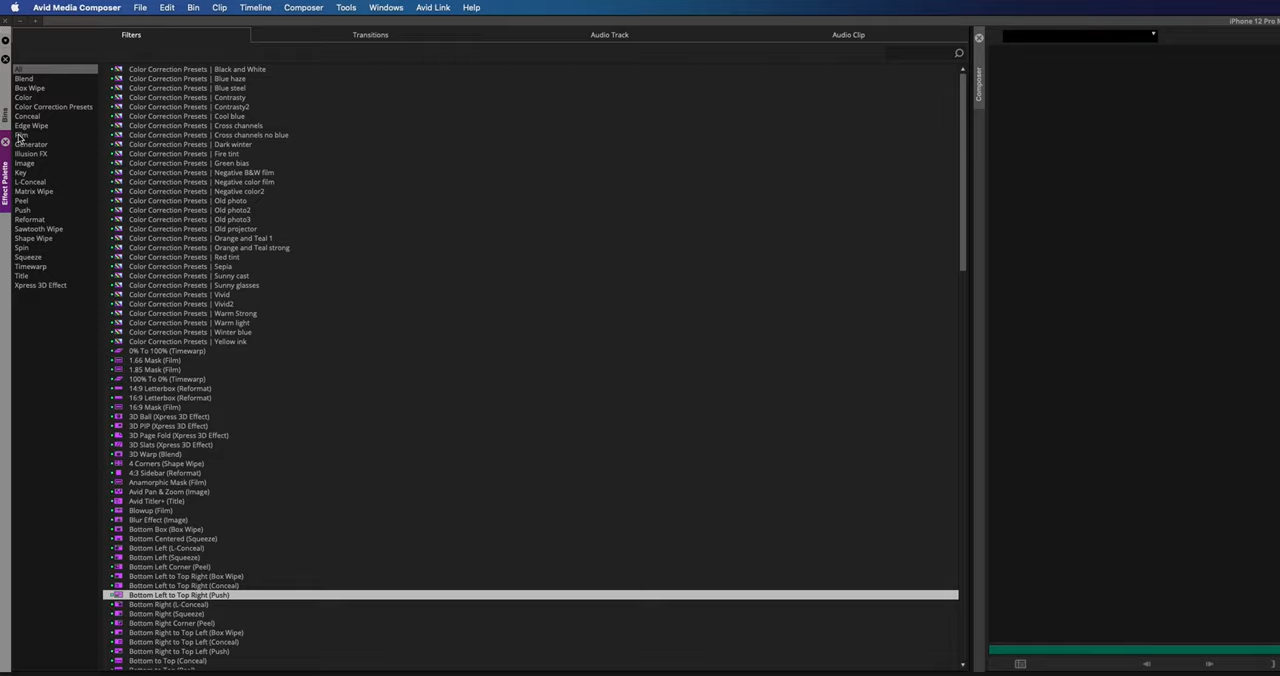 Avid Media Composer File Edit Bin Clip Timeline Composer Tools Windows Avid Link Help
iPhone 12 Pro M
Filters Transitions Audio Track Audio Clip
Bins
Effect Palette
Composer
All
Blend
Box Wipe
Color
Color Correction Presets
Conceal
Edge Wipe
Film
Generator
Illusion FX
Image
Key
L-Conceal
Matrix Wipe
Peel
Push
Reformat
Sawtooth Wipe
Shape Wipe
Spin
Squeeze
Timewarp
Title
Xpress 3D Effect
Color Correction Presets | Black and White
Color Correction Presets | Blue haze
Color Correction Presets | Blue steel
Color Correction Presets | Contrasty
Color Correction Presets | Contrasty2
Color Correction Presets | Cool blue
Color Correction Presets | Cross channels
Color Correction Presets | Cross channels no blue
Color Correction Presets | Dark winter
Color Correction Presets | Fire tint
Color Correction Presets | Green bias
Color Correction Presets | Negative B&W film
Color Correction Presets | Negative color film
Color Correction Presets | Negative color2
Color Correction Presets | Old photo
Color Correction Presets | Old photo2
Color Correction Presets | Old photo3
Color Correction Presets | Old projector
Color Correction Presets | Orange and Teal 1
Color Correction Presets | Orange and Teal strong
Color Correction Presets | Red tint
Color Correction Presets | Sepia
Color Correction Presets | Sunny cast
Color Correction Presets | Sunny glasses
Color Correction Presets | Vivid
Color Correction Presets | Vivid2
Color Correction Presets | Warm Strong
Color Correction Presets | Warm light
Color Correction Presets | Winter blue
Color Correction Presets | Yellow ink
0% To 100% (Timewarp)
1.66 Mask (Film)
1.85 Mask (Film)
100% To 0% (Timewarp)
14:9 Letterbox (Reformat)
16:9 Letterbox (Reformat)
16:9 Mask (Film)
3D Ball (Xpress 3D Effect)
3D PIP (Xpress 3D Effect)
3D Page Fold (Xpress 3D Effect)
3D Slats (Xpress 3D Effect)
3D Warp (Blend)
4 Corners (Shape Wipe)
4:3 Sidebar (Reformat)
Anamorphic Mask (Film)
Avid Pan & Zoom (Image)
Avid Titler+ (Title)
Blowup (Film)
Blur Effect (Image)
Bottom Box (Box Wipe)
Bottom Centered (Squeeze)
Bottom Left (L-Conceal)
Bottom Left (Squeeze)
Bottom Left Corner (Peel)
Bottom Left to Top Right (Box Wipe)
Bottom Left to Top Right (Conceal)
Bottom Left to Top Right (Push)
Bottom Right (L-Conceal)
Bottom Right (Squeeze)
Bottom Right Corner (Peel)
Bottom Right to Top Left (Box Wipe)
Bottom Right to Top Left (Conceal)
Bottom Right to Top Left (Push)
Bottom to Top (Conceal)